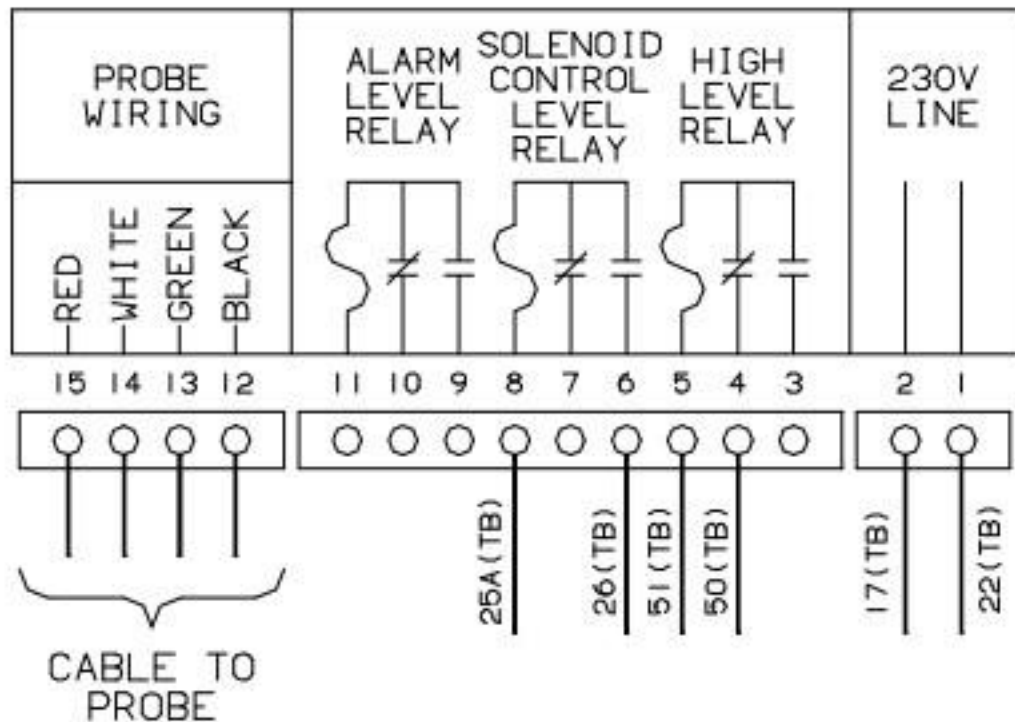 PROBE
WIRING
ALARM
LEVEL
RELAY
SOLENOID
CONTROL
LEVEL
RELAY
HIGH
LEVEL
RELAY
230V
LINE
RED
WHITE
GREEN
BLACK
15 14 13 12 11 10 9 8 7 6 5 4 3 2 1
25A(TB)
26(TB)
51(TB)
50(TB)
17(TB)
22(TB)
CABLE TO
PROBE